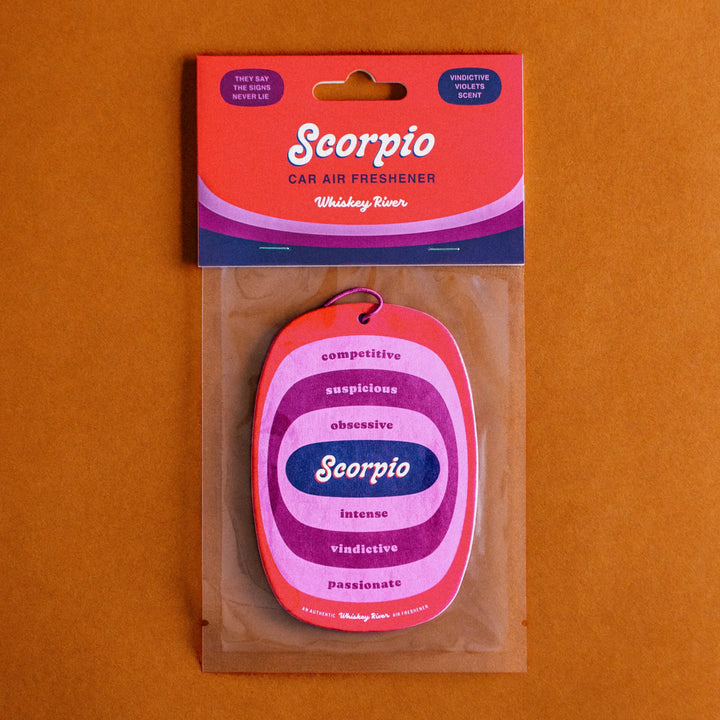 THEY SAY
THE SIGNS
NEVER LIE
VINDICTIVE
VIOLETS
SCENT
Scorpio
CAR AIR FRESHENER
Whiskey River
competitive
suspicious
obsessive
Scorpio
intense
vindictive
passionate
AN AUTHENTIC Whiskey River AIR FRESHENER